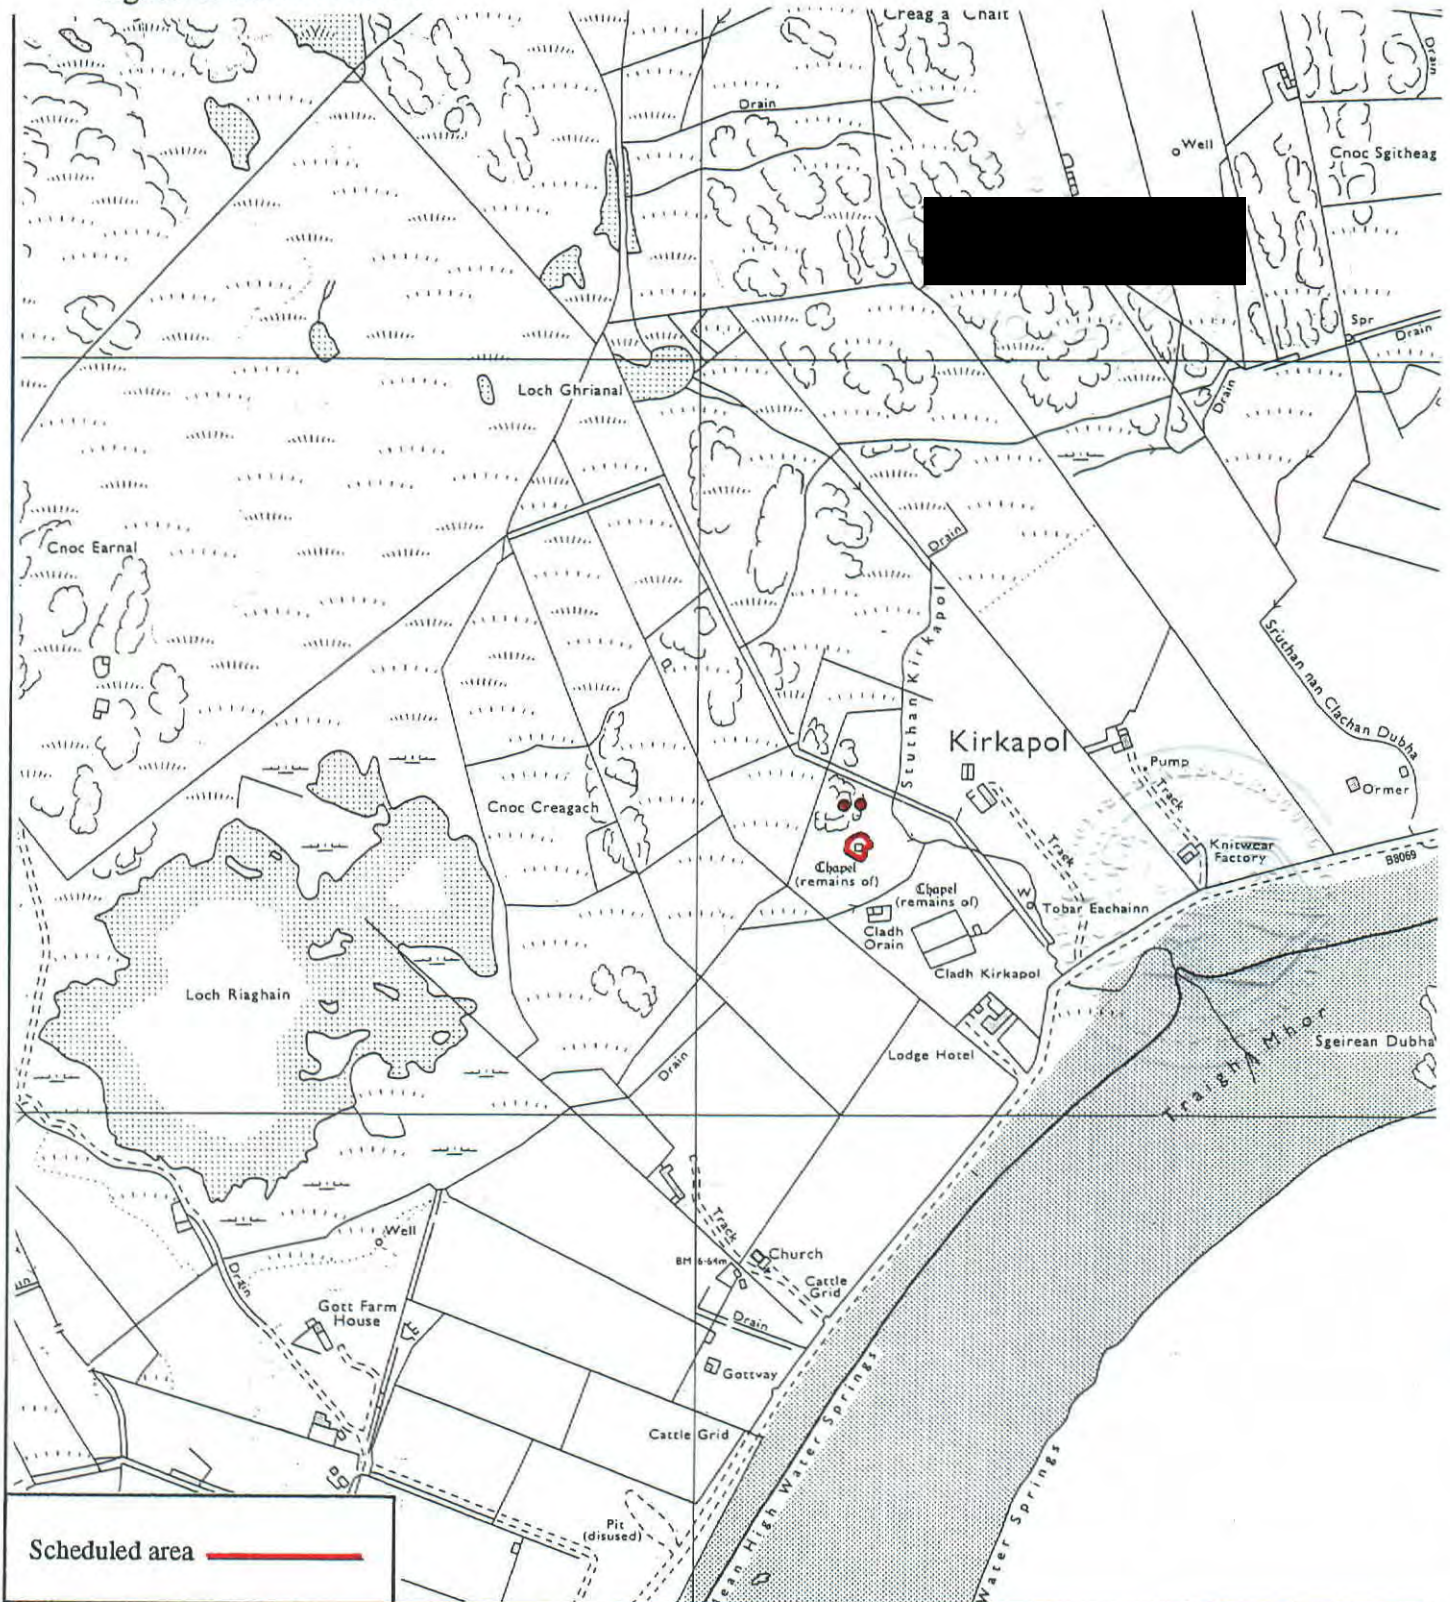 Creag a Chait
Drain
Drain
Well
Cnoc Sgitheag
Spr
Drain
Loch Ghrianal
Drain
Cnoc Earnal
Drain
Sruthan Kirkapol
Sruthan nan Clachan Dubha
Kirkapol
Pump
Track
Ormer
Cnoc Creagach
Track
Knitwear
Factory
B8069
Chapel
(remains of)
Chapel
(remains of)
W
Tobar Eachainn
Cladh
Orain
Cladh Kirkapol
Loch Riaghain
Lodge Hotel
Sgeirean Dubha
Traigh Mhor
Drain
Well
Track
Church
BM 6·64m
Cattle
Grid
Drain
Gott Farm
House
Drain
Gottvay
Cattle Grid
Mean High Water Springs
Water Springs
Pit
(disused)
Scheduled area